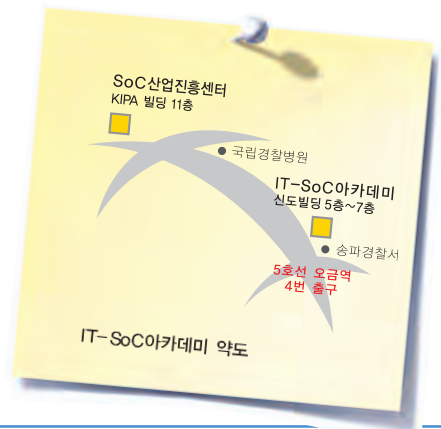 SoC산업진흥센터
KIPA 빌딩 11층
국립경찰병원
IT-SoC아카데미
신도빌딩 5층~7층
송파경찰서
5호선 오금역
4번 출구
IT-SoC아카데미 약도